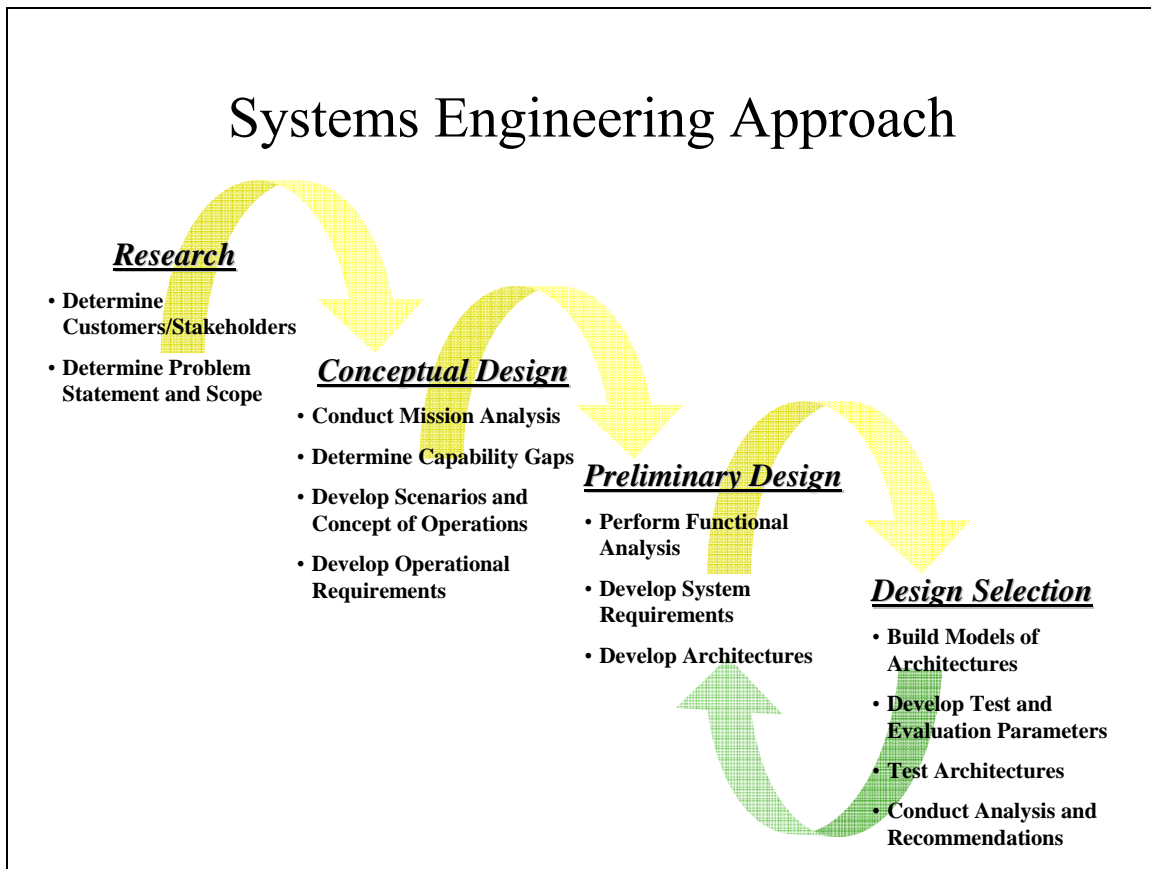 Systems Engineering Approach
Research
• Determine
Customers/Stakeholders
• Determine Problem
Statement and Scope
Conceptual Design
• Conduct Mission Analysis
• Determine Capability Gaps
• Develop Scenarios and
Concept of Operations
• Develop Operational
Requirements
Preliminary Design
• Perform Functional
Analysis
• Develop System
Requirements
• Develop Architectures
Design Selection
• Build Models of
Architectures
• Develop Test and
Evaluation Parameters
• Test Architectures
• Conduct Analysis and
Recommendations